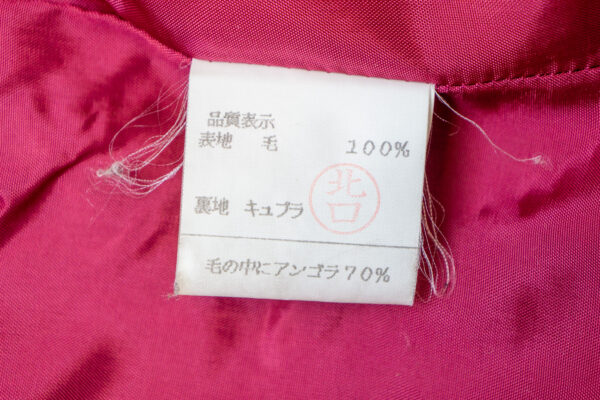 品質表示
表地 毛 100%
北口
裏地 キュプラ
毛の中にアンゴラ70%